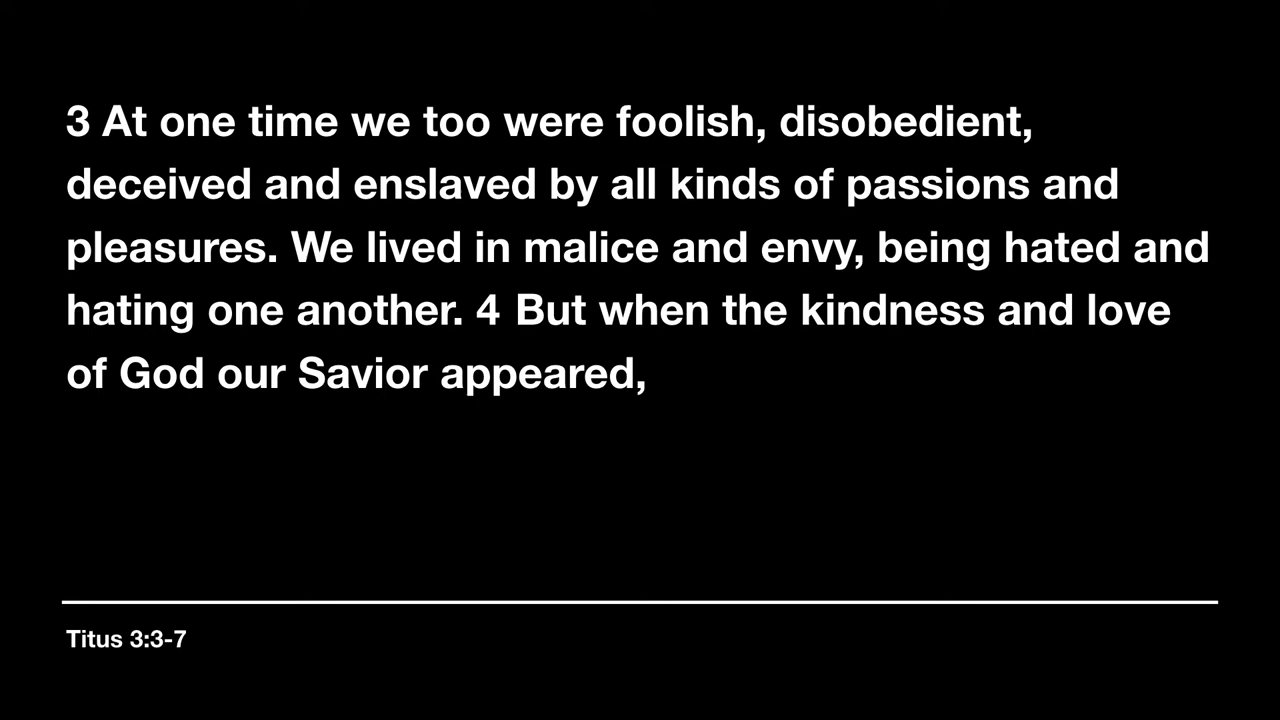 3 At one time we too were foolish, disobedient,
deceived and enslaved by all kinds of passions and
pleasures. We lived in malice and envy, being hated and
hating one another. 4 But when the kindness and love
of God our Savior appeared,
Titus 3:3-7